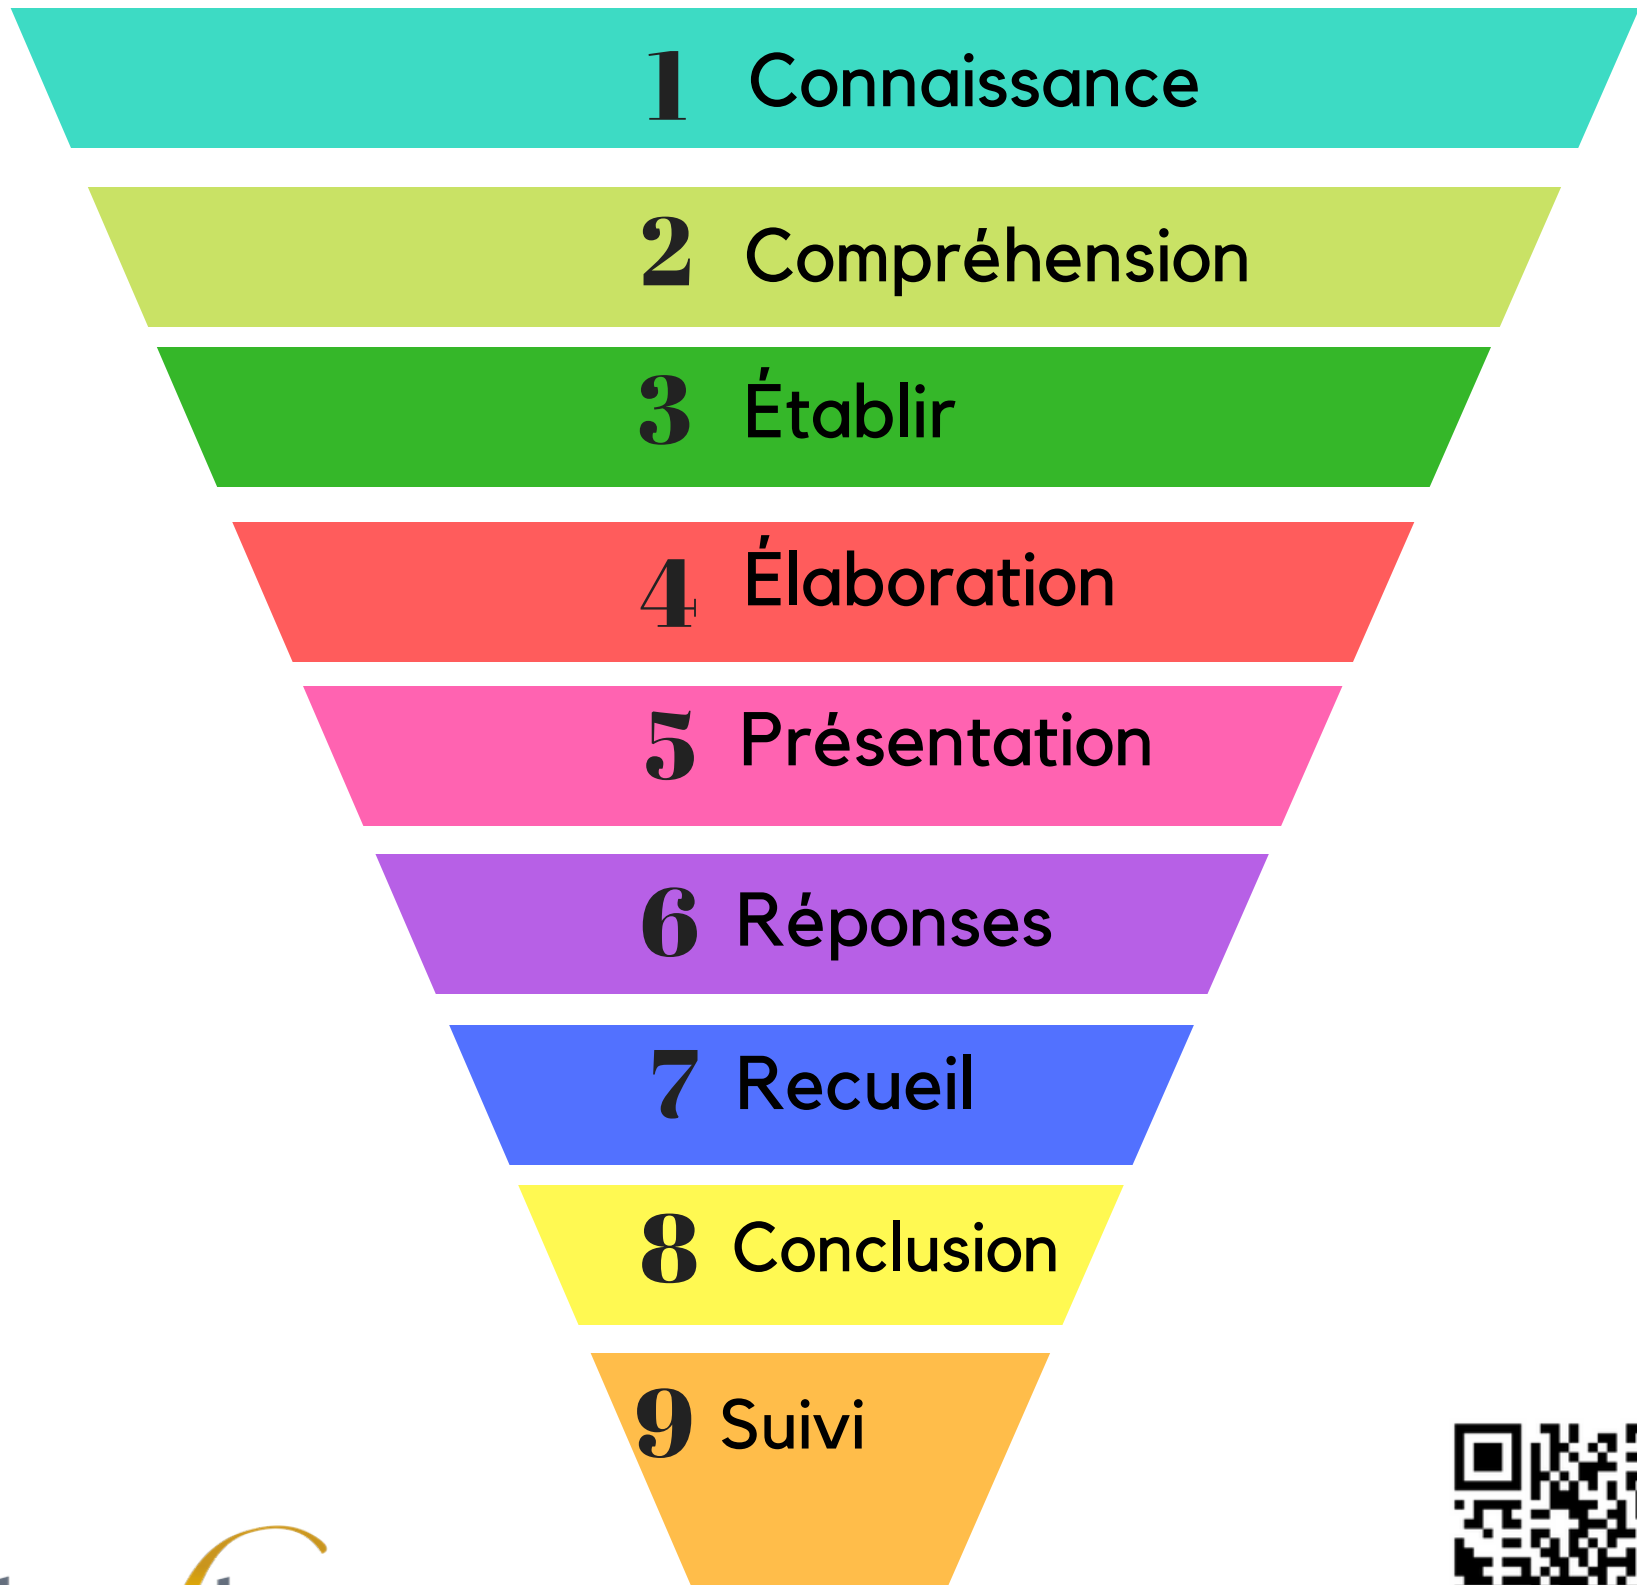 1 Connaissance
2 Compréhension
3 Établir
4 Élaboration
5 Présentation
6 Réponses
7 Recueil
8 Conclusion
9 Suivi